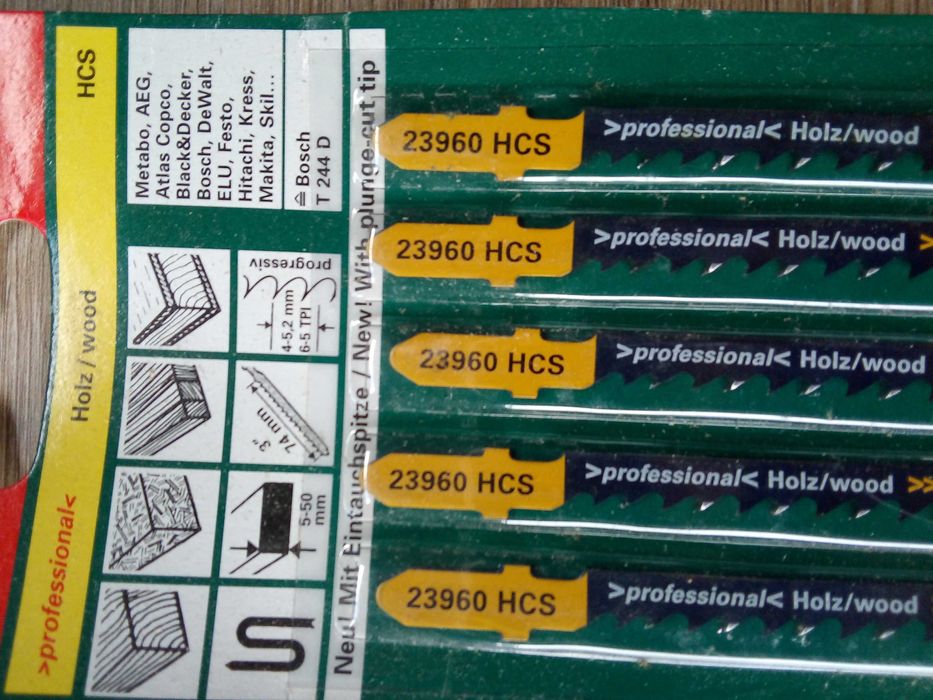 >professional<
Holz/wood
HCS
Metabo, AEG,
Atlas Copco,
Black&Decker,
Bosch, DeWalt,
ELU, Festo,
Hitachi, Kress,
Makita, Skil...
≙ Bosch
T 244 D
progressiv
4-5,2 mm
6-5 TPI
3"
74 mm
5-50
mm
Neu! Mit Eintauchspitze / New! With plunge-cut tip
23960 HCS >professional< Holz/wood
23960 HCS >professional< Holz/wood
23960 HCS >professional< Holz/wood
23960 HCS >professional< Holz/wood
23960 HCS >professional< Holz/wood